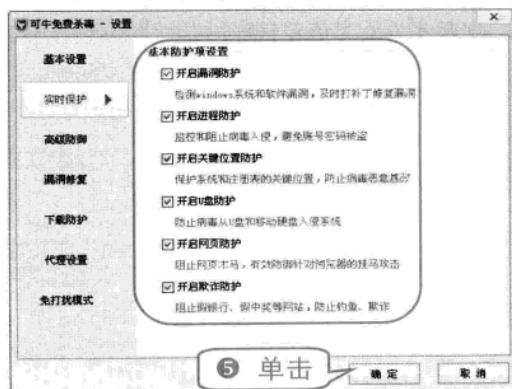 可牛免费杀毒 - 设置
基本设置
实时保护
高级防御
漏洞修复
下载防护
代理设置
免打扰模式
基本防护项设置
开启漏洞防护
检测windows系统和软件漏洞，及时打补丁修复漏洞
开启进程防护
监控和阻止病毒入侵，避免账号密码被盗
开启关键位置防护
保护系统和注册表的关键位置，防止病毒恶意篡改
开启U盘防护
防止病毒从U盘和移动硬盘入侵系统
开启网页防护
阻止网页木马，有效防御针对浏览器的挂马攻击
开启欺诈防护
阻止假银行、假中奖等网站，防止钓鱼、欺诈
❺ 单击
确定
取消